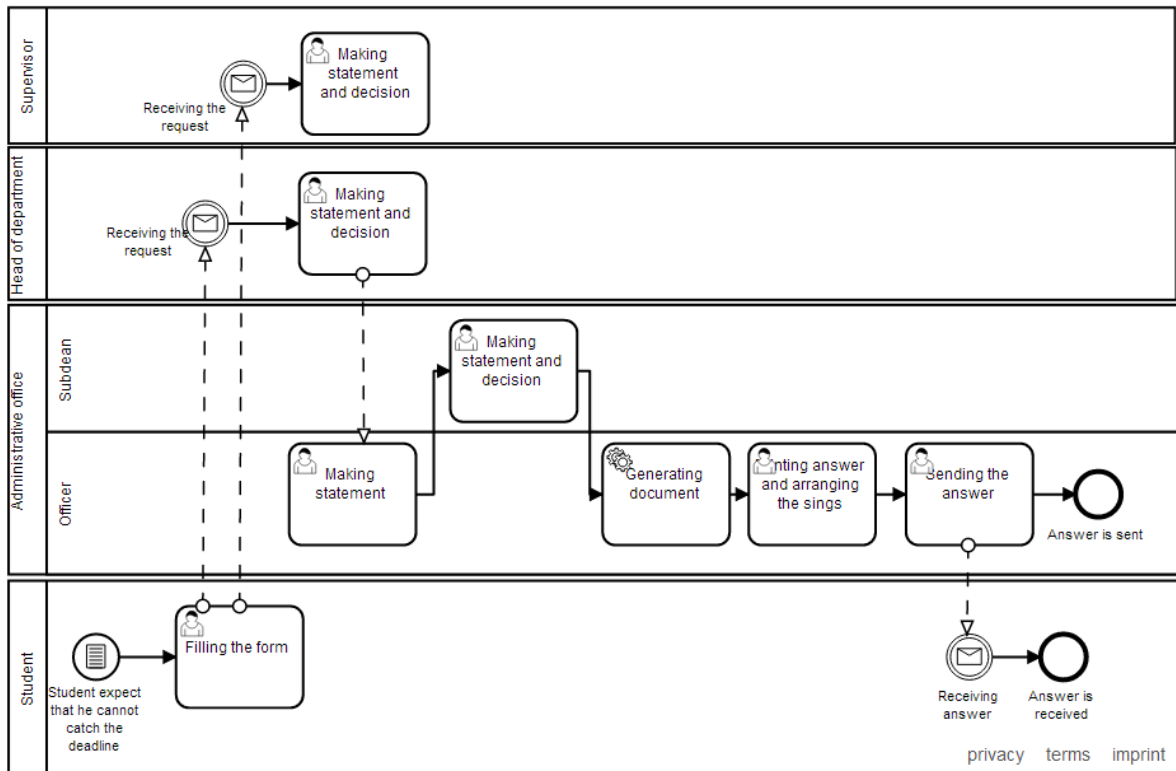 Supervisor
Making
statement
and decision
Receiving the
request
Head of department
Making
statement and
decision
Receiving the
request
Administrative office
Subdean
Making
statement and
decision
Officer
Making
statement
Generating
document
nting answer
and arranging
the sings
Sending the
answer
Answer is sent
Student
Filling the form
Student expect
that he cannot
catch the
deadline
Receiving
answer
Answer is
received
privacy terms imprint